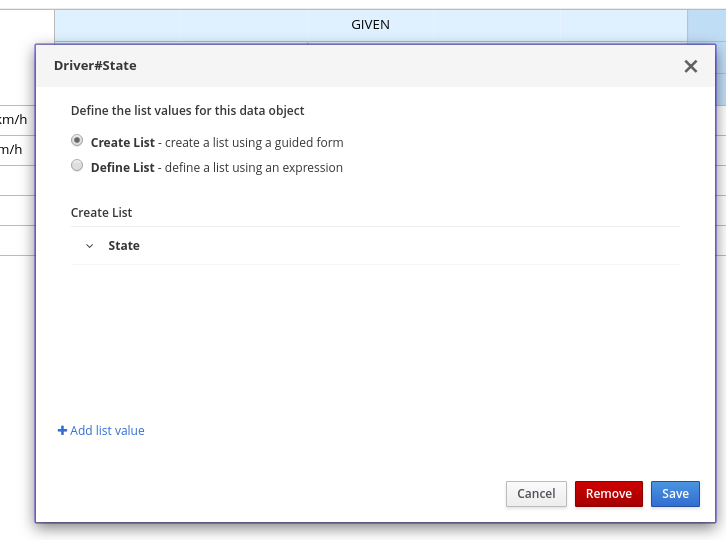 GIVEN
Driver#State
Define the list values for this data object
km/h
Create List - create a list using a guided form
m/h
Define List - define a list using an expression
Create List
State
Add list value
Cancel Remove Save